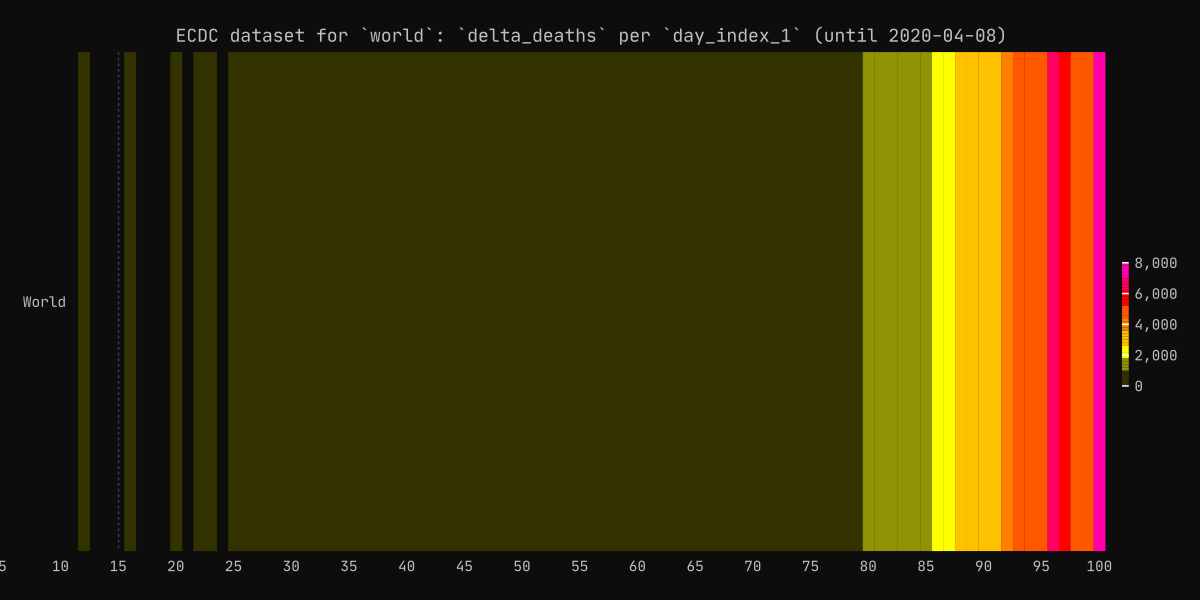 ECDC dataset for `world`: `delta_deaths` per `day_index_1` (until 2020-04-08)
8,000
6,000
World
4,000
2,000
0
5 10 15 20 25 30 35 40 45 50 55 60 65 70 75 80 85 90 95 100